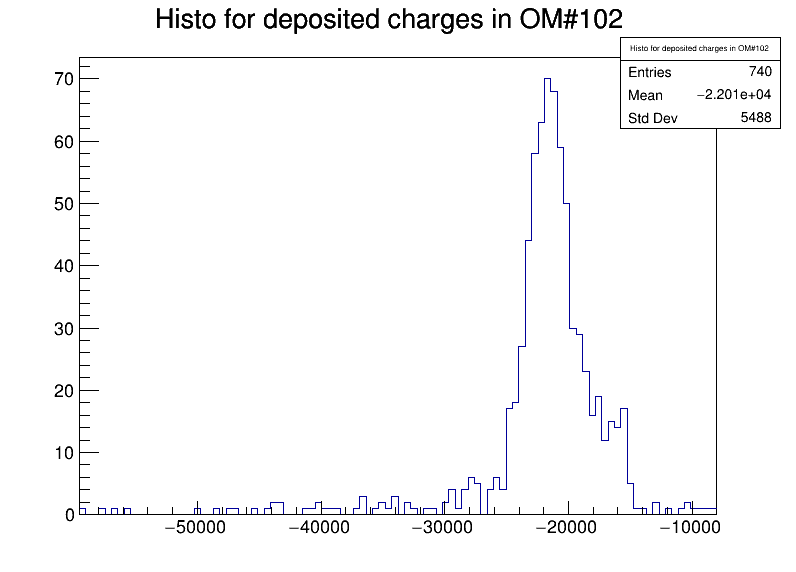 Histo for deposited charges in OM#102
Histo for deposited charges in OM#102
Entries 740
Mean −2.201e+04
Std Dev 5488
70
60
50
40
30
20
10
0
−50000 −40000 −30000 −20000 −10000